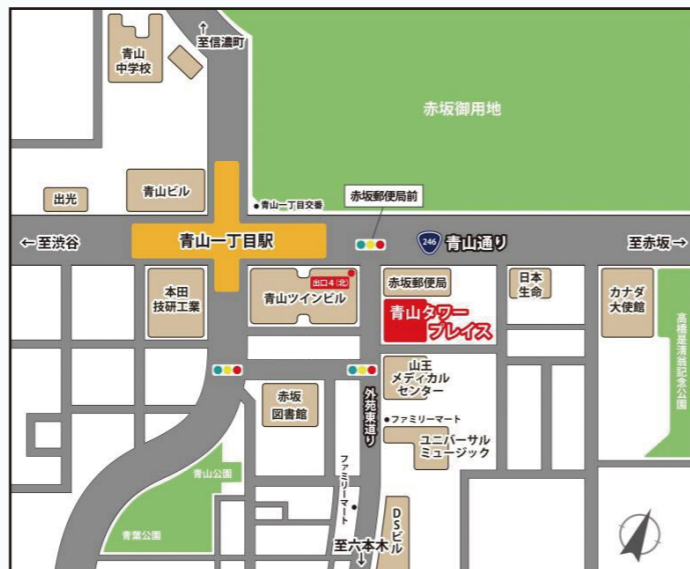 ↑
至信濃町
青山
中学校
赤坂御用地
出光
青山ビル
青山一丁目交番
赤坂郵便局前
←至渋谷
青山一丁目駅
246
青山通り
至赤坂→
本田
技研工業
出口4(北)
青山ツインビル
赤坂郵便局
日本
生命
カナダ
大使館
青山タワー
プレイス
高橋是清翁記念公園
山王
メディカル
センター
外苑東通り
赤坂
図書館
ファミリーマート
ユニバーサル
ミュージック
ファミリーマート
青山公園
青葉公園
DSビル
至六本木
↓